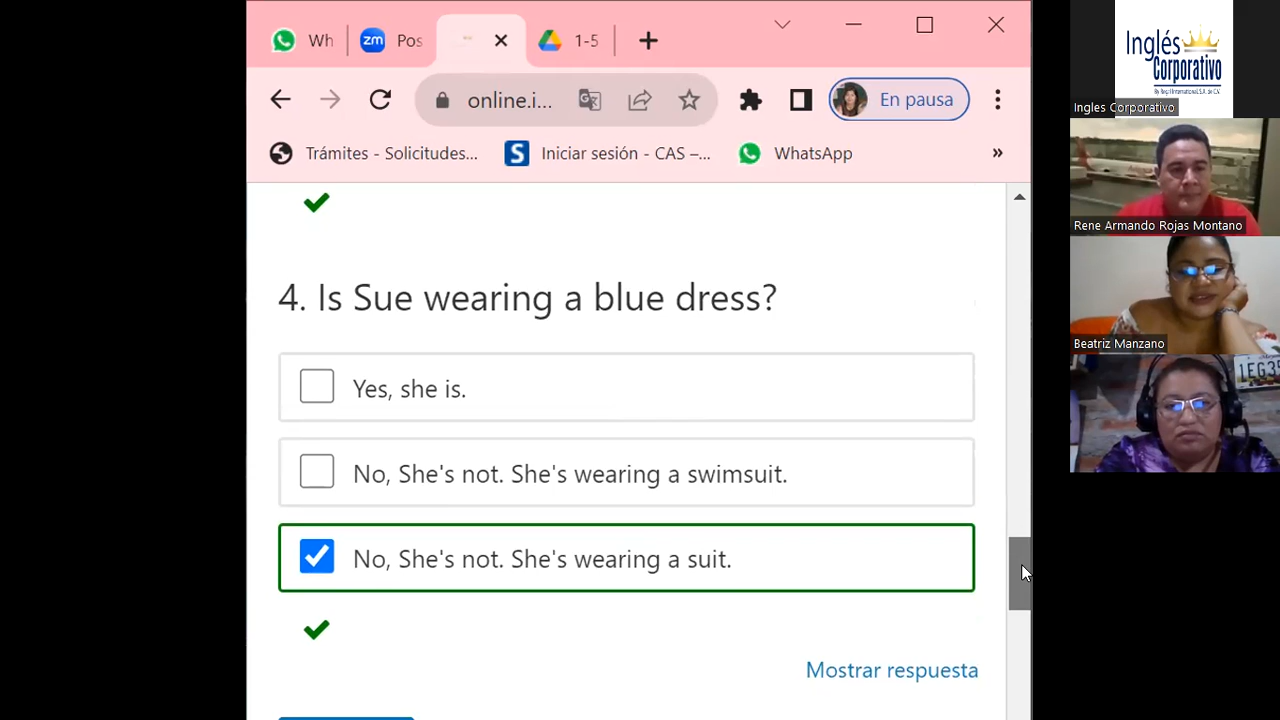 Wh
Pos
1-5
online.i...
En pausa
Trámites - Solicitudes...
S
Iniciar sesión - CAS –...
WhatsApp
»
4. Is Sue wearing a blue dress?
Yes, she is.
No, She's not. She's wearing a swimsuit.
No, She's not. She's wearing a suit.
Mostrar respuesta
Inglés
Corporativo
Ingles Corporativo
Rene Armando Rojas Montano
Beatriz Manzano
zm